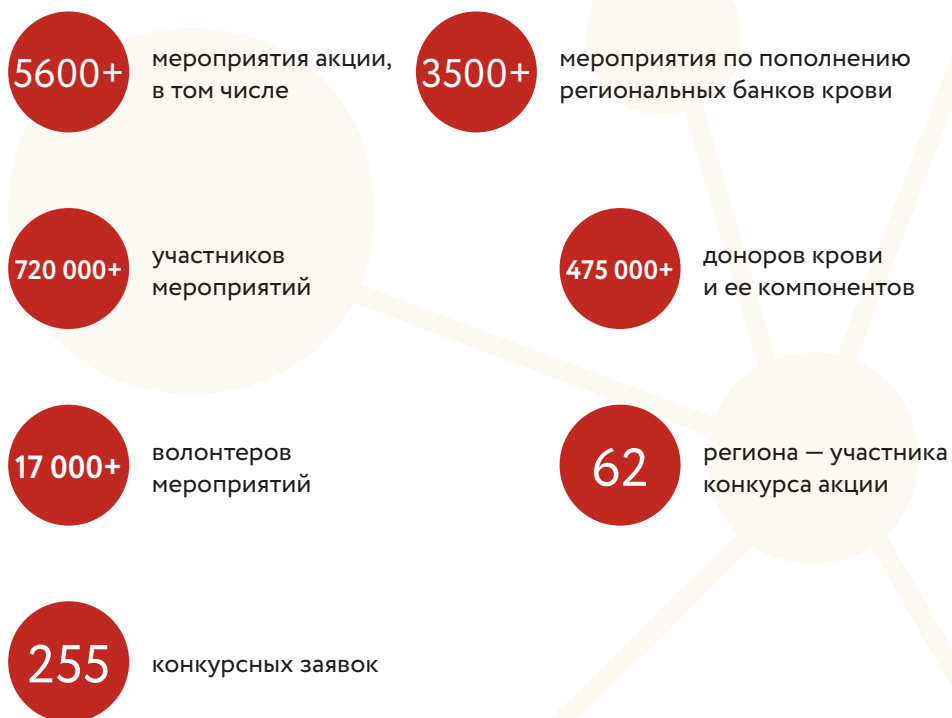 5600+
мероприятия акции,
в том числе
3500+
мероприятия по пополнению
региональных банков крови
720 000+
участников
мероприятий
475 000+
доноров крови
и ее компонентов
17 000+
волонтеров
мероприятий
62
региона — участника
конкурса акции
255
конкурсных заявок